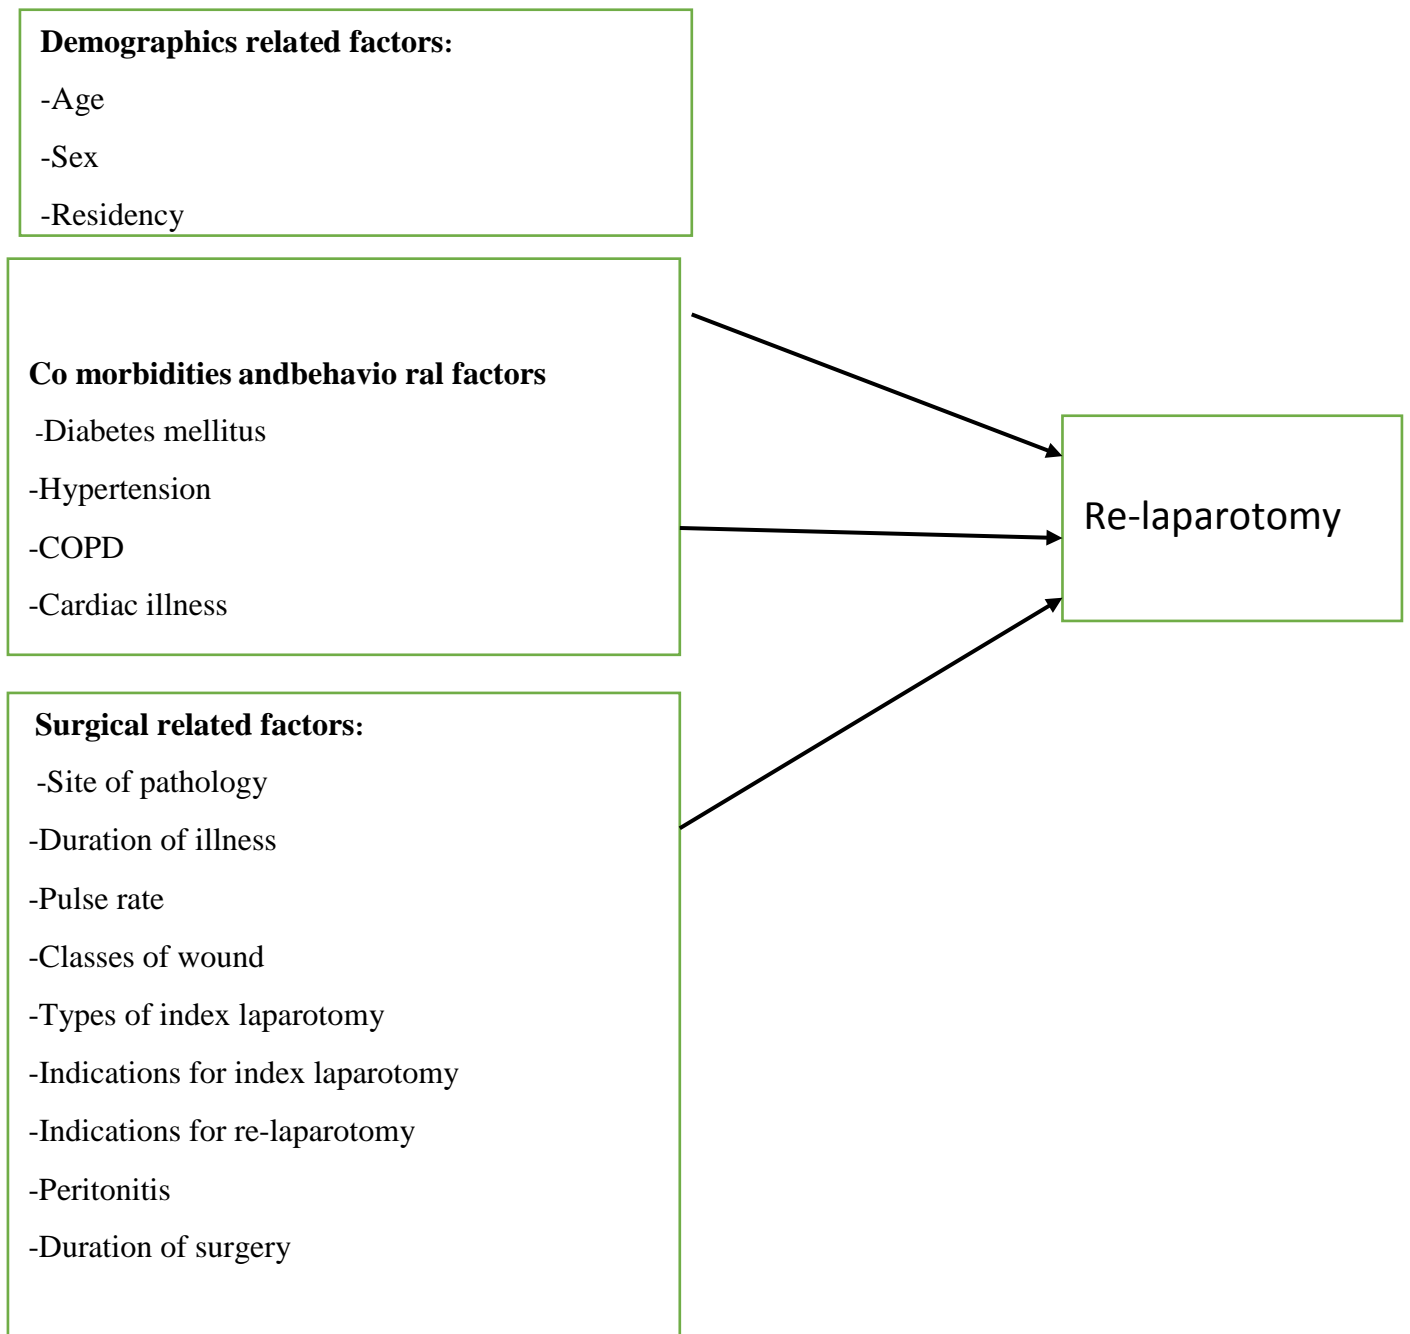 Demographics related factors:
-Age
-Sex
-Residency
Co morbidities andbehavio ral factors
-Diabetes mellitus
-Hypertension
-COPD
-Cardiac illness
Re-laparotomy
Surgical related factors:
-Site of pathology
-Duration of illness
-Pulse rate
-Classes of wound
-Types of index laparotomy
-Indications for index laparotomy
-Indications for re-laparotomy
-Peritonitis
-Duration of surgery